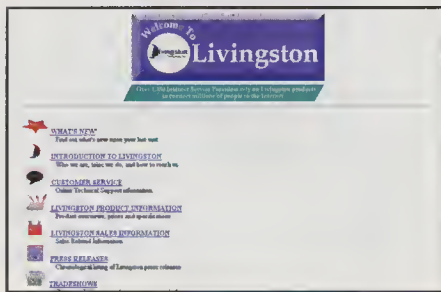 Welcome To
Livingston
Livingston
Over 1,500 Internet Service Providers rely on Livingston products
to connect millions of people to the Internet
WHAT'S NEW
Find out what's new since your last visit
INTRODUCTION TO LIVINGSTON
Who we are, what we do, and how to reach us
CUSTOMER SERVICE
Online Technical Support information
LIVINGSTON PRODUCT INFORMATION
Product overviews, prices and specifications
LIVINGSTON SALES INFORMATION
Sales Related Information
PRESS RELEASES
Chronological listing of Livingston press releases
TRADESHOWS